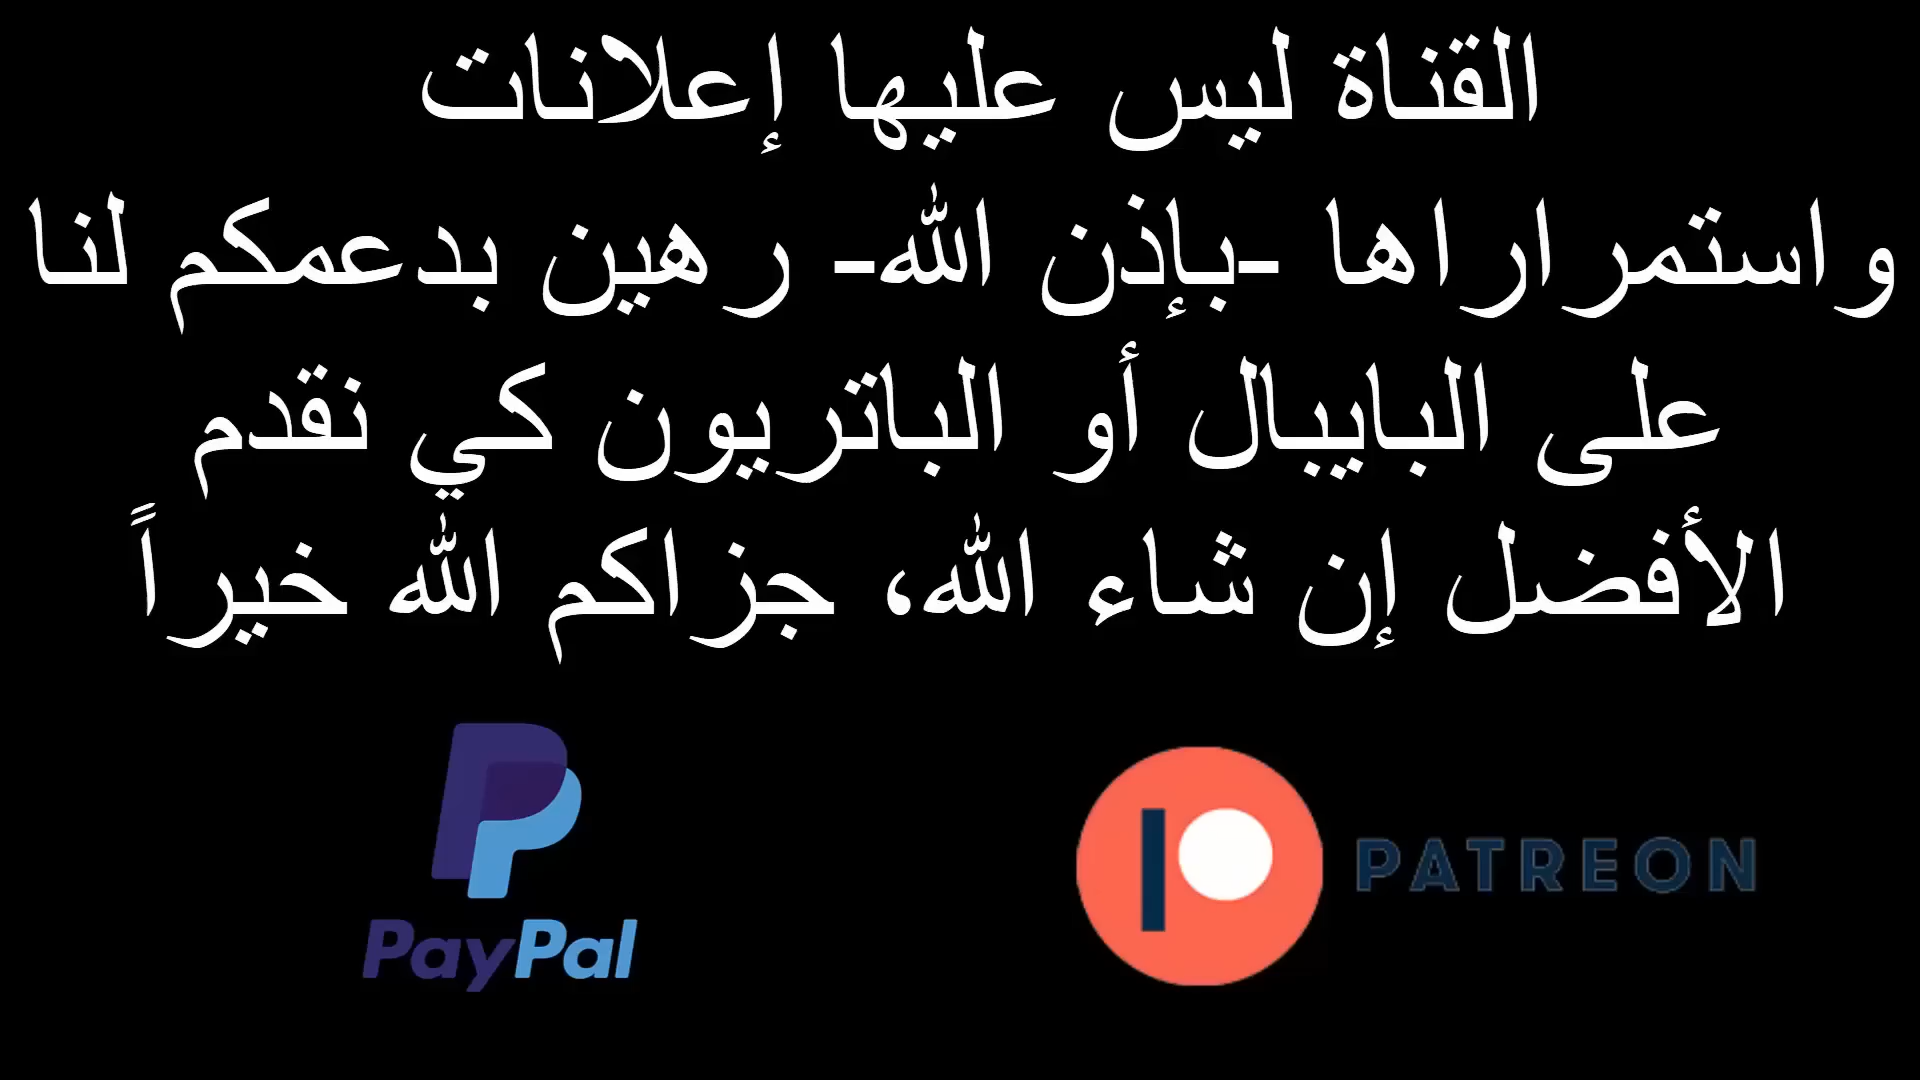 القناة ليس عليها إعلانات
واستمراراها -بإذن الله- رهين بدعمكم لنا
على البايبال أو الباتريون كي نقدم
الأفضل إن شاء الله، جزاكم الله خيراً
PayPal
PATREON